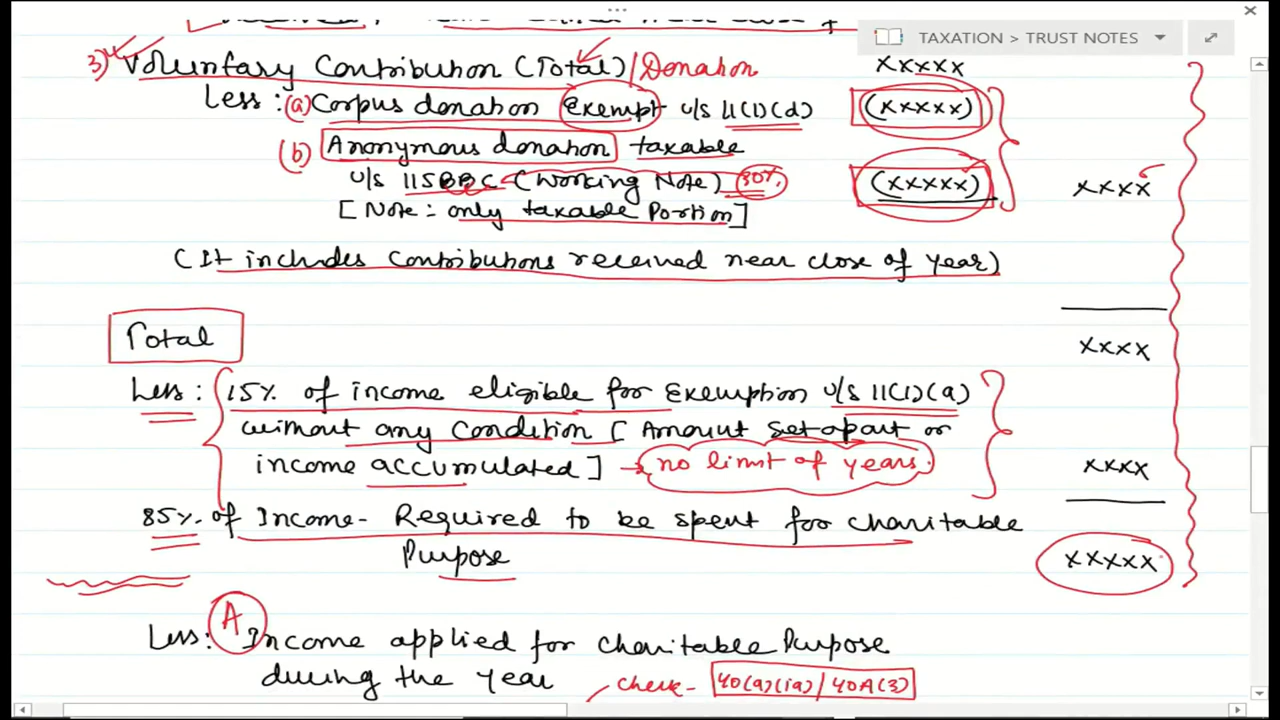 TAXATION > TRUST NOTES
3) Voluntary Contribution (Total)/Donation xxxxx
Less: (a) Corpus donation Exempt u/s 11(1)(d) (xxxxx)
(b) Anonymous donation taxable
u/s 115BBC (Working Note) 30% (xxxxx) xxxx
[Note: only taxable Portion]
(It includes contributions received near close of year)
Total xxxx
Less: 15% of income eligible for Exemption u/s 11(1)(a)
without any Condition [Amount setapart or
income accumulated] → no limit of years. xxxx
85% of Income - Required to be spent for charitable
Purpose xxxxx
Less: A Income applied for charitable Purpose
during the year check- 40(a)(ia)/40A(3)